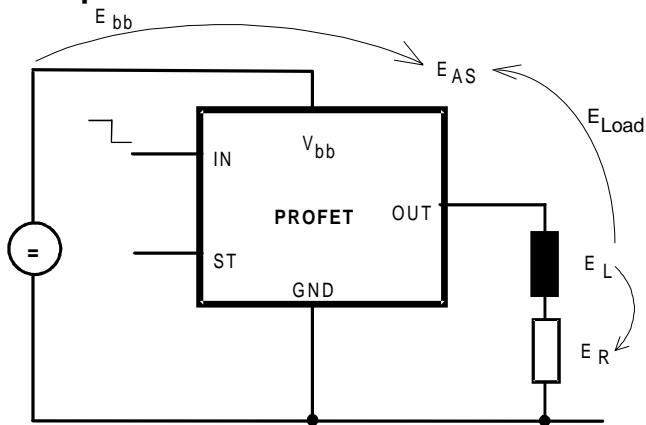 E bb
E AS
E Load
V bb
IN
PROFET
OUT
=
ST
E L
GND
E R